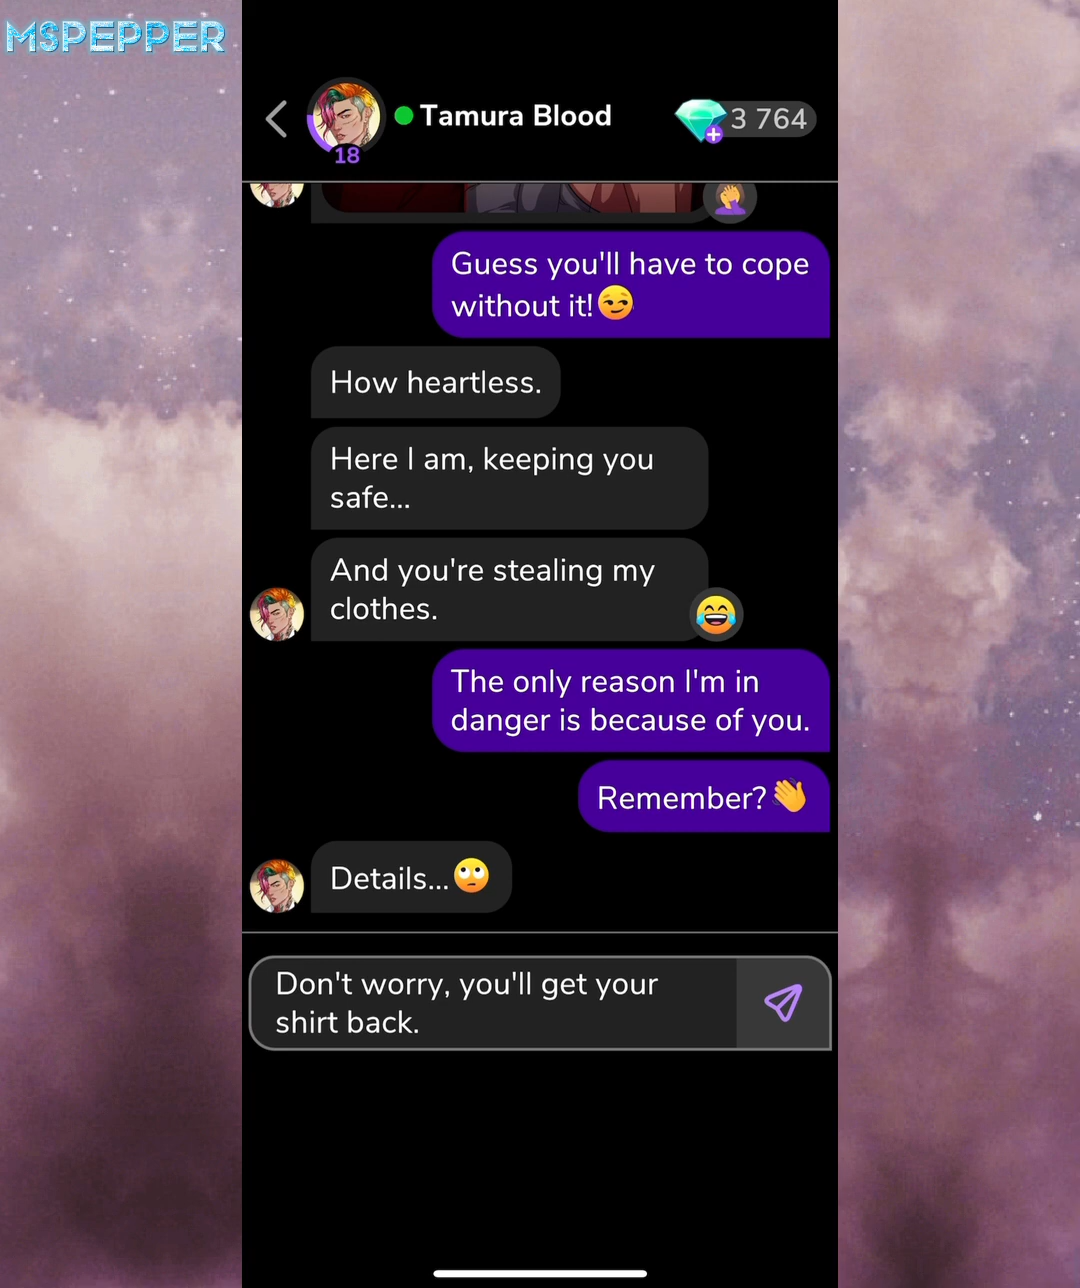 MSPEPPER
Tamura Blood
3 764
18
Guess you'll have to cope
without it!😏
How heartless.
Here I am, keeping you
safe...
And you're stealing my
clothes.
😂
The only reason I'm in
danger is because of you.
Remember?👋
Details...🙄
Don't worry, you'll get your
shirt back.